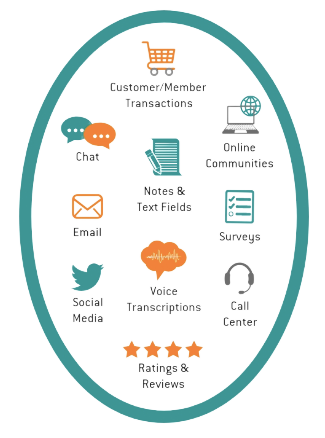 Customer/Member
Transactions
Chat
Online
Communities
Notes &
Text Fields
Email
Surveys
Social
Media
Voice
Transcriptions
Call
Center
Ratings &
Reviews